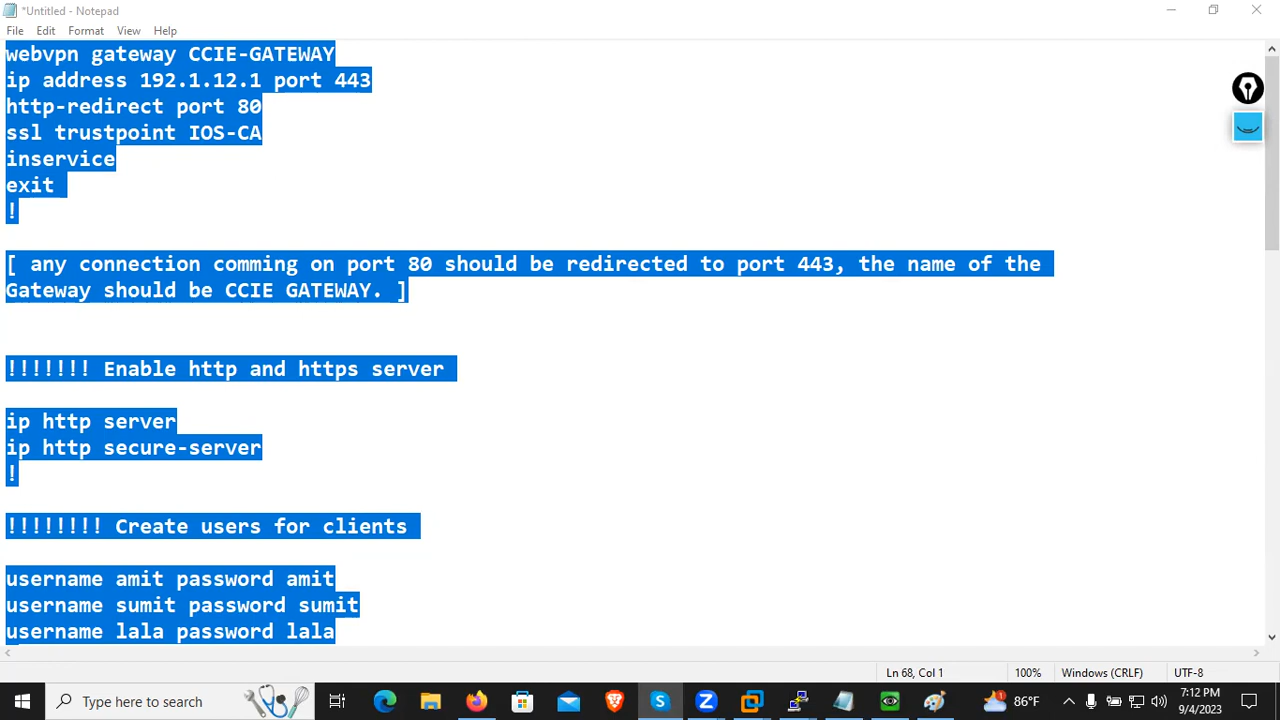 *Untitled - Notepad
File Edit Format View Help
webvpn gateway CCIE-GATEWAY
ip address 192.1.12.1 port 443
http-redirect port 80
ssl trustpoint IOS-CA
inservice
exit
!
[ any connection comming on port 80 should be redirected to port 443, the name of the
Gateway should be CCIE GATEWAY. ]
!!!!!!! Enable http and https server
ip http server
ip http secure-server
!
!!!!!!!! Create users for clients
username amit password amit
username sumit password sumit
username lala password lala
Ln 68, Col 1 100% Windows (CRLF) UTF-8
Type here to search
1 86°F
7:12 PM
9/4/2023